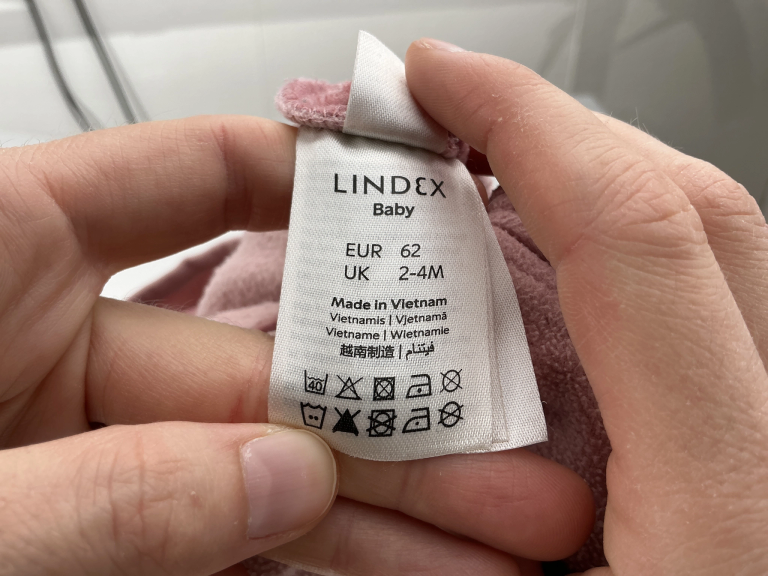 LINDEX
Baby
EUR 62
UK 2-4M
Made in Vietnam
Vietnamis | Vjetnamā
Vietname | Wietnamie
越南制造 | فيتنام
40